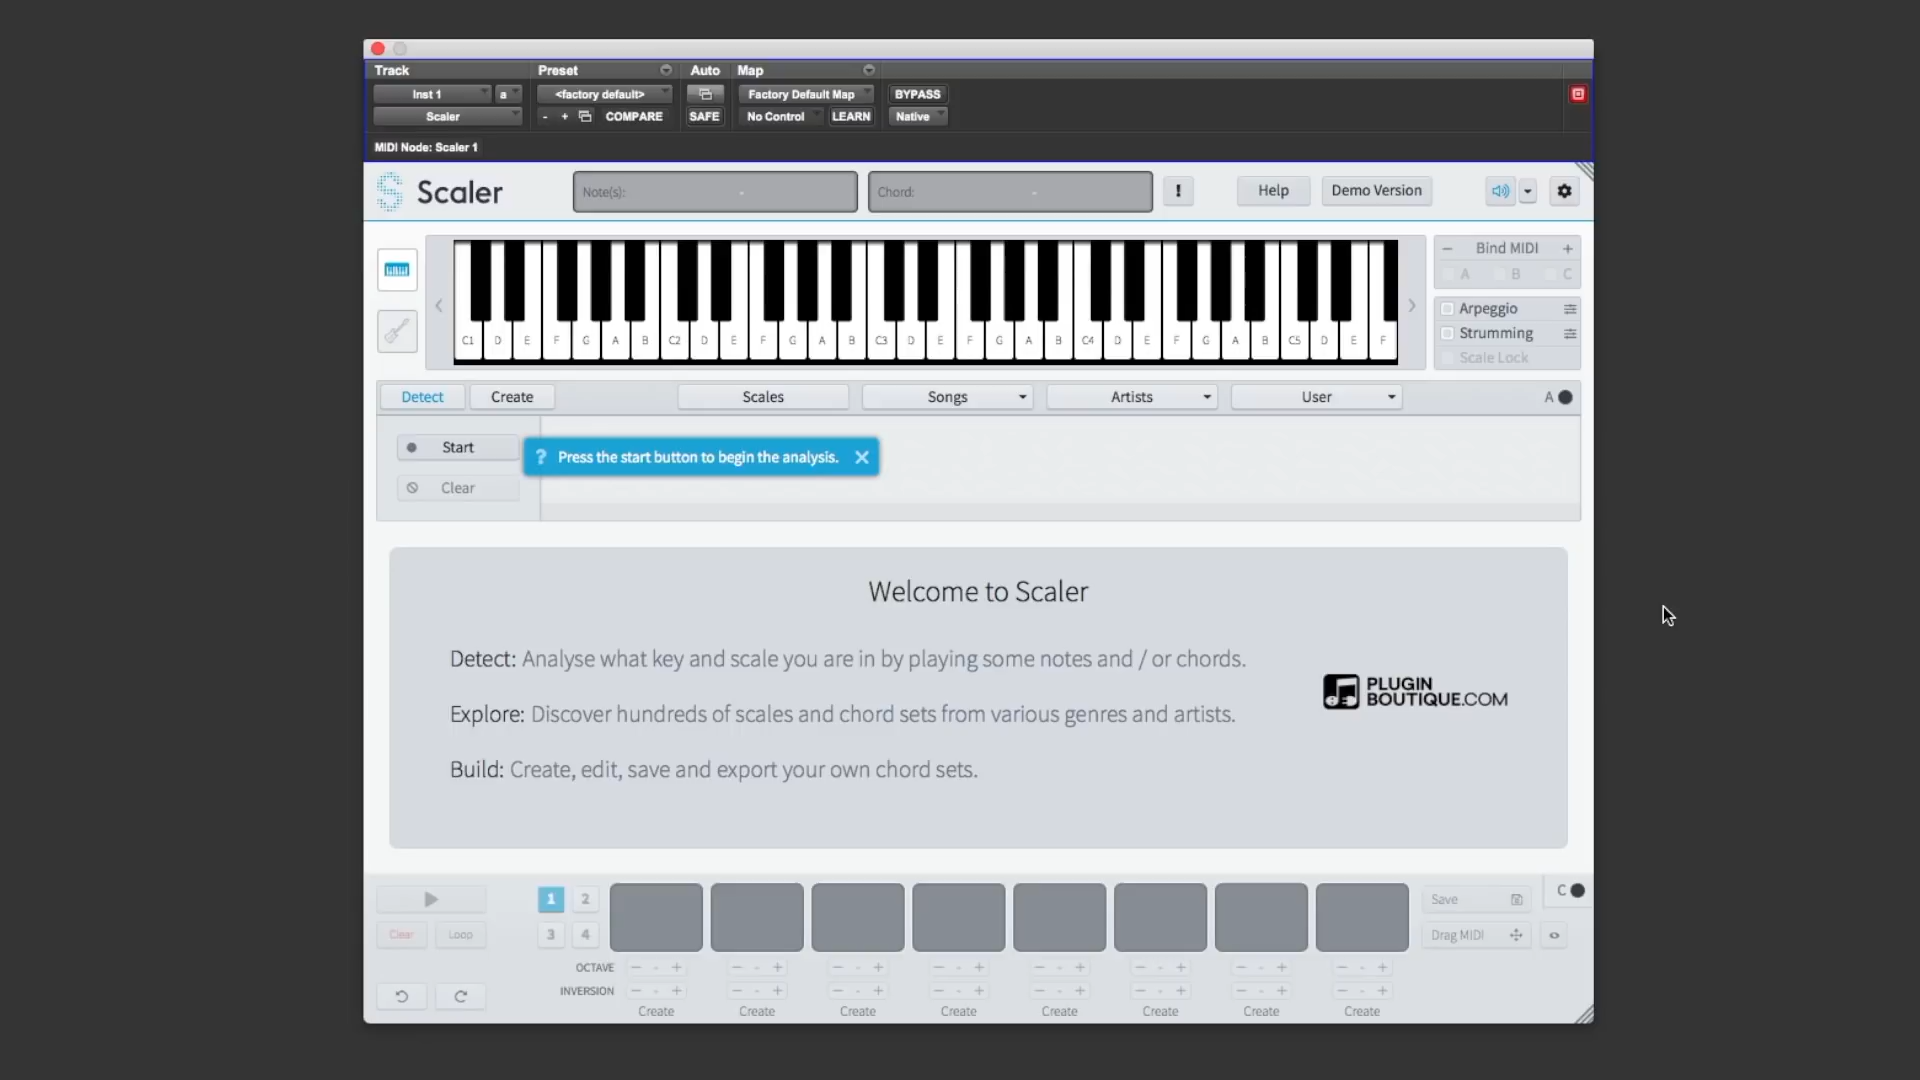 Track
Preset
Auto
Map
Inst 1
a
<factory default>
Factory Default Map
BYPASS
Scaler
- +
COMPARE
SAFE
No Control
LEARN
Native
MIDI Node: Scaler 1
Scaler
Note(s): -
Chord: -
!
Help
Demo Version
- Bind MIDI +
A B C
Arpeggio
Strumming
Scale Lock
C1 D E F G A B C2 D E F G A B C3 D E F G A B C4 D E F G A B C5 D E F
Detect
Create
Scales
Songs
Artists
User
A
Start
? Press the start button to begin the analysis.
Clear
Welcome to Scaler
Detect: Analyse what key and scale you are in by playing some notes and / or chords.
Explore: Discover hundreds of scales and chord sets from various genres and artists.
Build: Create, edit, save and export your own chord sets.
PLUGIN
BOUTIQUE.COM
1 2
3 4
Clear
Loop
Save
C
Drag MIDI
OCTAVE - - + - - + - - + - - + - - + - - + - - + - - +
INVERSION - - + - - + - - + - - + - - + - - + - - + - - +
Create Create Create Create Create Create Create Create